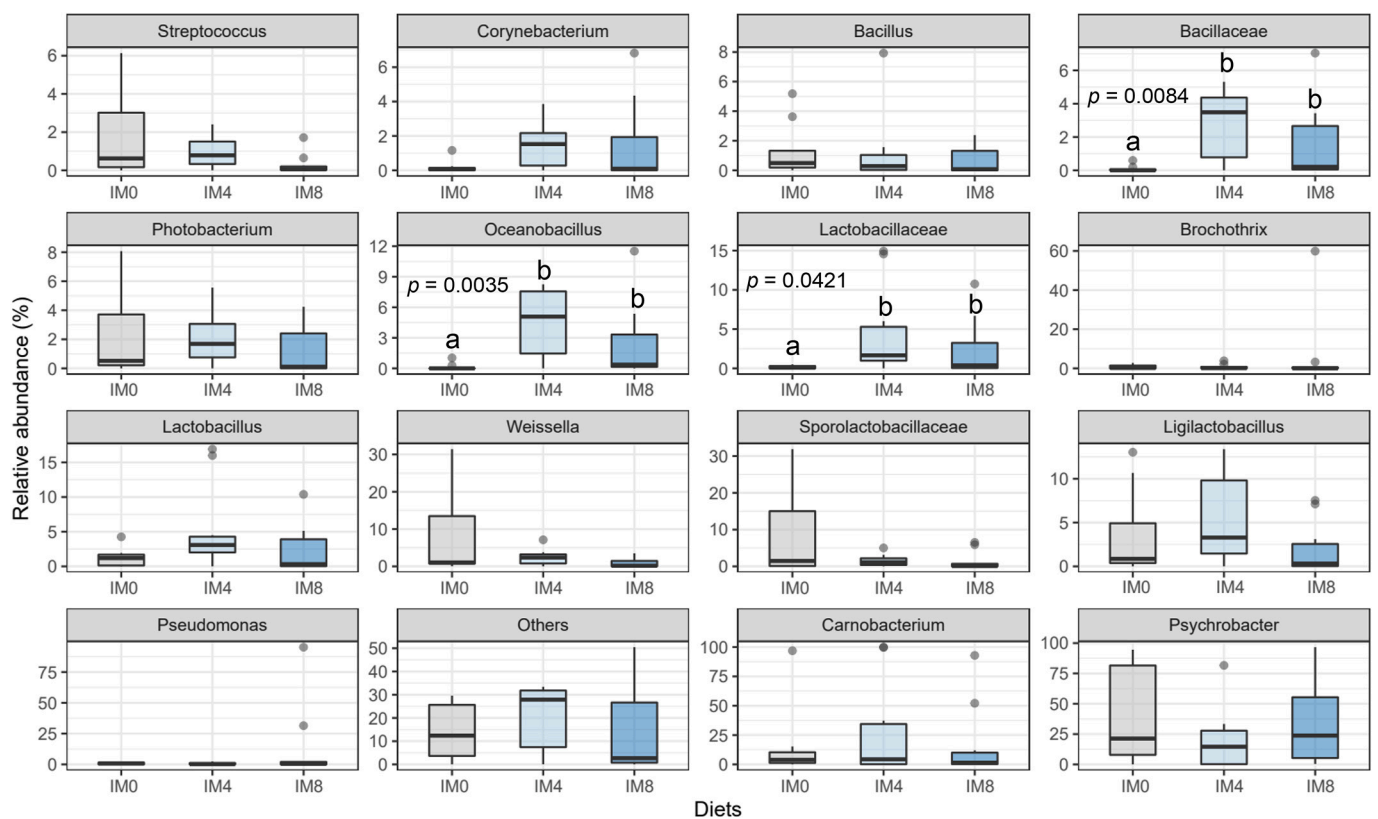 Streptococcus Corynebacterium Bacillus Bacillaceae
6 4 2 0 IM0 IM4 IM8
6 4 2 0 IM0 IM4 IM8
8 6 4 2 0 IM0 IM4 IM8
6 4 2 0 p = 0.0084 a b b IM0 IM4 IM8
Photobacterium Oceanobacillus Lactobacillaceae Brochothrix
8 6 4 2 0 IM0 IM4 IM8
12 9 6 3 0 p = 0.0035 a b b IM0 IM4 IM8
15 10 5 0 p = 0.0421 a b b IM0 IM4 IM8
60 40 20 0 IM0 IM4 IM8
Relative abundance (%)
Lactobacillus Weissella Sporolactobacillaceae Ligilactobacillus
15 10 5 0 IM0 IM4 IM8
30 20 10 0 IM0 IM4 IM8
30 20 10 0 IM0 IM4 IM8
10 5 0 IM0 IM4 IM8
Pseudomonas Others Carnobacterium Psychrobacter
75 50 25 0 IM0 IM4 IM8
50 40 30 20 10 0 IM0 IM4 IM8
100 75 50 25 0 IM0 IM4 IM8
100 75 50 25 0 IM0 IM4 IM8
Diets